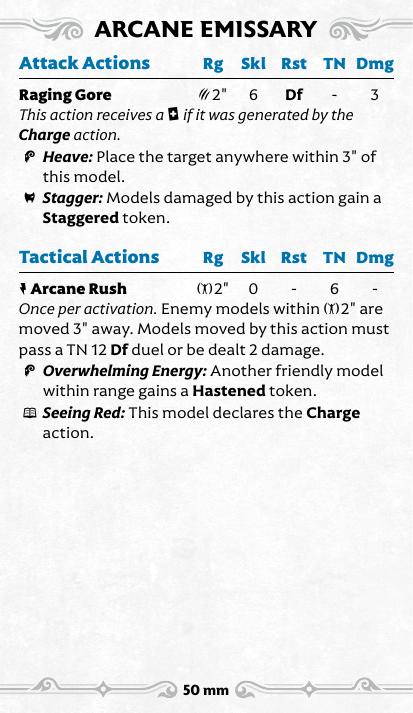 ARCANE EMISSARY
Attack Actions Rg Skl Rst TN Dmg
Raging Gore 2" 6 Df - 3
This action receives a if it was generated by the
Charge action.
Heave: Place the target anywhere within 3" of
this model.
Stagger: Models damaged by this action gain a
Staggered token.
Tactical Actions Rg Skl Rst TN Dmg
Arcane Rush 2" 0 - 6 -
Once per activation. Enemy models within 2" are
moved 3" away. Models moved by this action must
pass a TN 12 Df duel or be dealt 2 damage.
Overwhelming Energy: Another friendly model
within range gains a Hastened token.
Seeing Red: This model declares the Charge
action.
50 mm